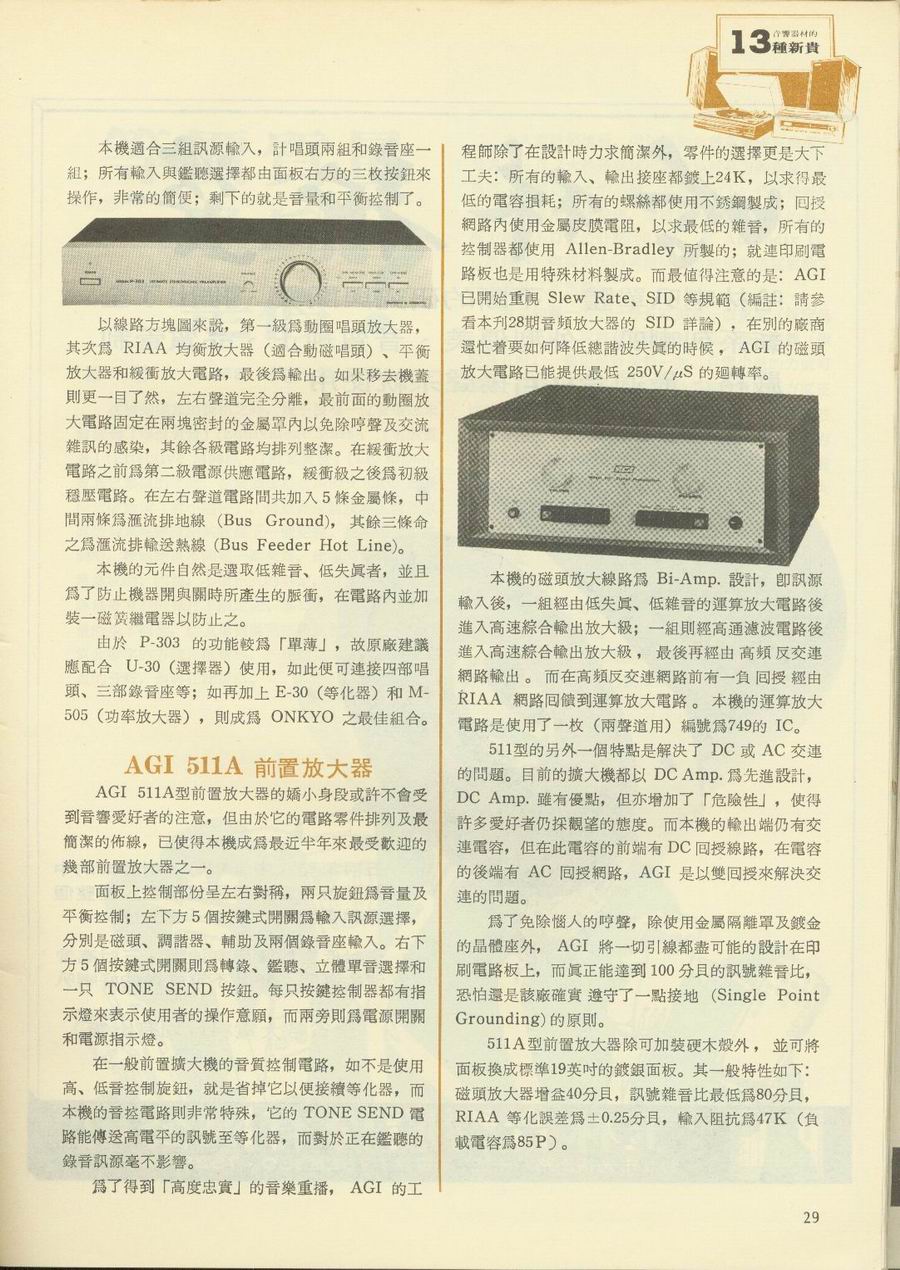 13 音響器材的
種新貴
本機適合三組訊源輸入，計唱頭兩組和錄音座一
組；所有輸入與鑑聽選擇都由面板右方的三枚按鈕來
操作，非常的簡便；剩下的就是音量和平衡控制了。
以線路方塊圖來說，第一級爲動圈唱頭放大器，
其次爲 RIAA 均衡放大器（適合動磁唱頭）、平衡
放大器和緩衝放大電路，最後爲輸出。如果移去機蓋
則更一目了然，左右聲道完全分離，最前面的動圈放
大電路固定在兩塊密封的金屬罩內以免除哼聲及交流
雜訊的感染，其餘各級電路均排列整潔。在緩衝放大
電路之前爲第二級電源供應電路，緩衝級之後爲初級
穩壓電路。在左右聲道電路間共加入5條金屬條，中
間兩條爲滙流排地線（Bus Ground)， 其餘三條命
之爲滙流排輸送熱線 (Bus Feeder Hot Line)。
本機的元件自然是選取低雜音、低失眞者，並且
爲了防止機器開與關時所產生的脈衝，在電路內並加
裝一磁簧繼電器以防止之。
由於 P-303 的功能較爲「單薄」，故原廠建議
應配合 U-30（選擇器）使用，如此便可連接四部唱
頭、三部錄音座等；如再加上 E-30（等化器）和 M-
505（功率放大器），則成爲 ONKYO 之最佳組合。
AGI 511A 前置放大器
AGI 511A型前置放大器的嬌小身段或許不會受
到音響愛好者的注意，但由於它的電路零件排列及最
簡潔的佈線，已使得本機成爲最近半年來最受歡迎的
幾部前置放大器之一。
面板上控制部份呈左右對稱，兩只旋鈕爲音量及
平衡控制；左下方5個按鍵式開關爲輸入訊源選擇，
分別是磁頭、調諧器、輔助及兩個錄音座輸入。右下
方5個按鍵式開關則爲轉錄、鑑聽、立體單音選擇和
一只 TONE SEND 按鈕。每只按鍵控制器都有指
示燈來表示使用者的操作意願，而兩旁則爲電源開關
和電源指示燈。
在一般前置擴大機的音質控制電路，如不是使用
高、低音控制旋鈕，就是省掉它以便接續等化器，而
本機的音控電路則非常特殊，它的 TONE SEND 電
路能傳送高電平的訊號至等化器，而對於正在鑑聽的
錄音訊源毫不影響。
爲了得到「高度忠實」的音樂重播， AGI 的工
程師除了在設計時力求簡潔外，零件的選擇更是大下
工夫：所有的輸入、輸出接座都鍍上24K，以求得最
低的電容損耗；所有的螺絲都使用不銹鋼製成；囘授
網路內使用金屬皮膜電阻，以求最低的雜音，所有的
控制器都使用 Allen-Bradley 所製的；就連印刷電
路板也是用特殊材料製成。而最值得注意的是：AGI
已開始重視 Slew Rate、SID 等規範（編註：請參
看本刋28期音頻放大器的 SID 詳論），在別的廠商
還忙着要如何降低總諧波失眞的時候， AGI 的磁頭
放大電路已能提供最低 250V/μS 的廻轉率。
本機的磁頭放大線路爲 Bi-Amp. 設計，卽訊源
輸入後，一組經由低失眞、低雜音的運算放大電路後
進入高速綜合輸出放大級；一組則經高通濾波電路後
進入高速綜合輸出放大級， 最後再經由 高頻 反交連
網路輸出 。 而在高頻反交連網路前有一負 囘授 經由
RIAA 網路囘饋到運算放大電路 。 本機的運算放大
電路是使用了一枚（兩聲道用）編號爲749的 IC。
511型的另外一個特點是解決了 DC 或 AC 交連
的問題。目前的擴大機都以 DC Amp. 爲先進設計，
DC Amp. 雖有優點，但亦增加了「危險性」，使得
許多愛好者仍採觀望的態度。而本機的輸出端仍有交
連電容，但在此電容的前端有 DC 囘授線路，在電容
的後端有 AC 囘授網路，AGI 是以雙囘授來解決交
連的問題。
爲了免除惱人的哼聲，除使用金屬隔離罩及鍍金
的晶體座外， AGI 將一切引線都盡可能的設計在印
刷電路板上，而眞正能達到 100 分貝的訊號雜音比，
恐怕還是該廠確實 遵守了一點接地 (Single Point
Grounding) 的原則。
511A型前置放大器除可加裝硬木殼外， 並可將
面板換成標準19英吋的鍍銀面板。其一般特性如下：
磁頭放大器增益40分貝，訊號雜音比最低爲80分貝，
RIAA 等化誤差爲±0.25分貝，輸入阻抗爲47K（負
載電容爲85P）。
29